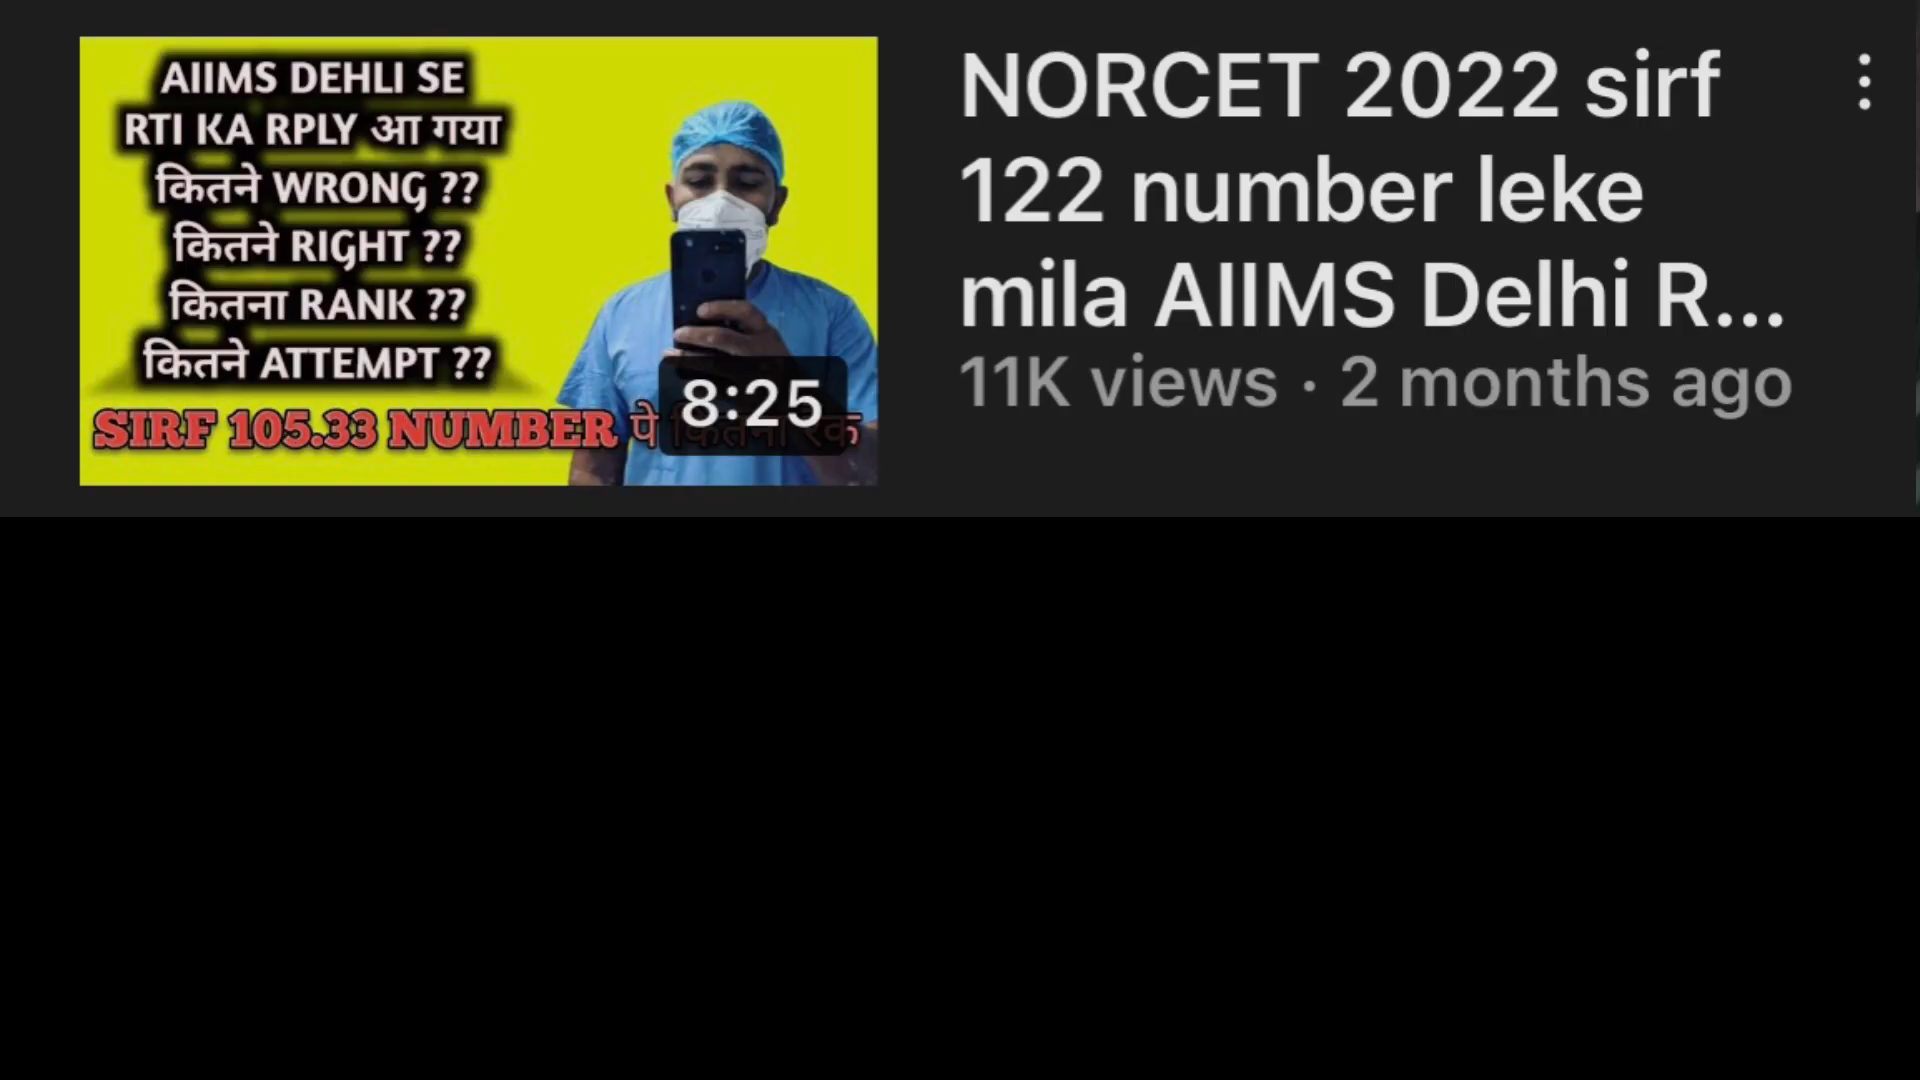 AIIMS DEHLI SE
RTI KA RPLY आ गया
कितने WRONG ??
कितने RIGHT ??
कितना RANK ??
कितने ATTEMPT ??
SIRF 105.33 NUMBER पे कितना रैंक
8:25
NORCET 2022 sirf
122 number leke
mila AIIMS Delhi R...
11K views · 2 months ago